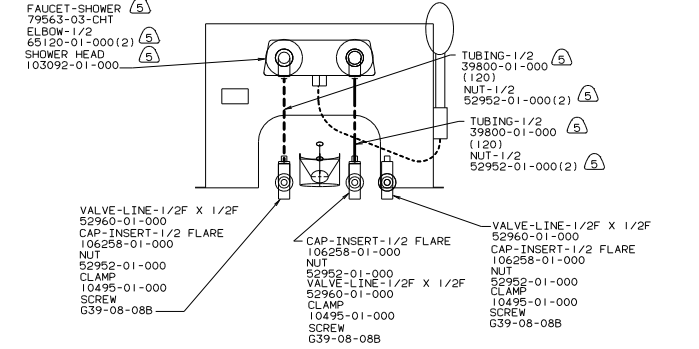 FAUCET-SHOWER 5
79563-03-CHT
ELBOW-1/2
65120-01-000(2) 5
SHOWER HEAD 5
103092-01-000
TUBING-1/2
39800-01-000 5
(120)
NUT-1/2
52952-01-000(2) 5
TUBING-1/2
39800-01-000 5
(120)
NUT-1/2
52952-01-000(2) 5
VALVE-LINE-1/2F X 1/2F
52960-01-000
CAP-INSERT-1/2 FLARE
106258-01-000
NUT
52952-01-000
CLAMP
10495-01-000
SCREW
G39-08-08B
CAP-INSERT-1/2 FLARE
106258-01-000
NUT
52952-01-000
VALVE-LINE-1/2F X 1/2F
52960-01-000
CLAMP
10495-01-000
SCREW
G39-08-08B
VALVE-LINE-1/2F X 1/2F
52960-01-000
CAP-INSERT-1/2 FLARE
106258-01-000
NUT
52952-01-000
CLAMP
10495-01-000
SCREW
G39-08-08B